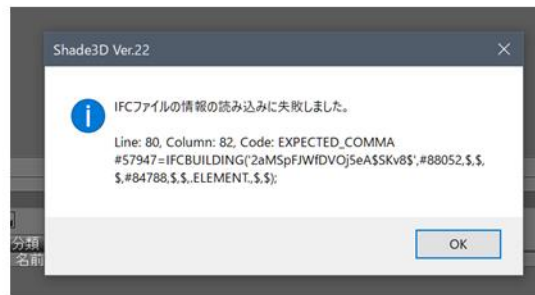 Shade3D Ver.22
IFCファイルの情報の読み込みに失敗しました。
Line: 80, Column: 82, Code: EXPECTED_COMMA
#57947=IFCBUILDING('2aMSpFJWfDVOj5eA$SKv8$',#88052,$,$,
$,#84788,$,$,.ELEMENT.,$,$);
OK
分類
名前